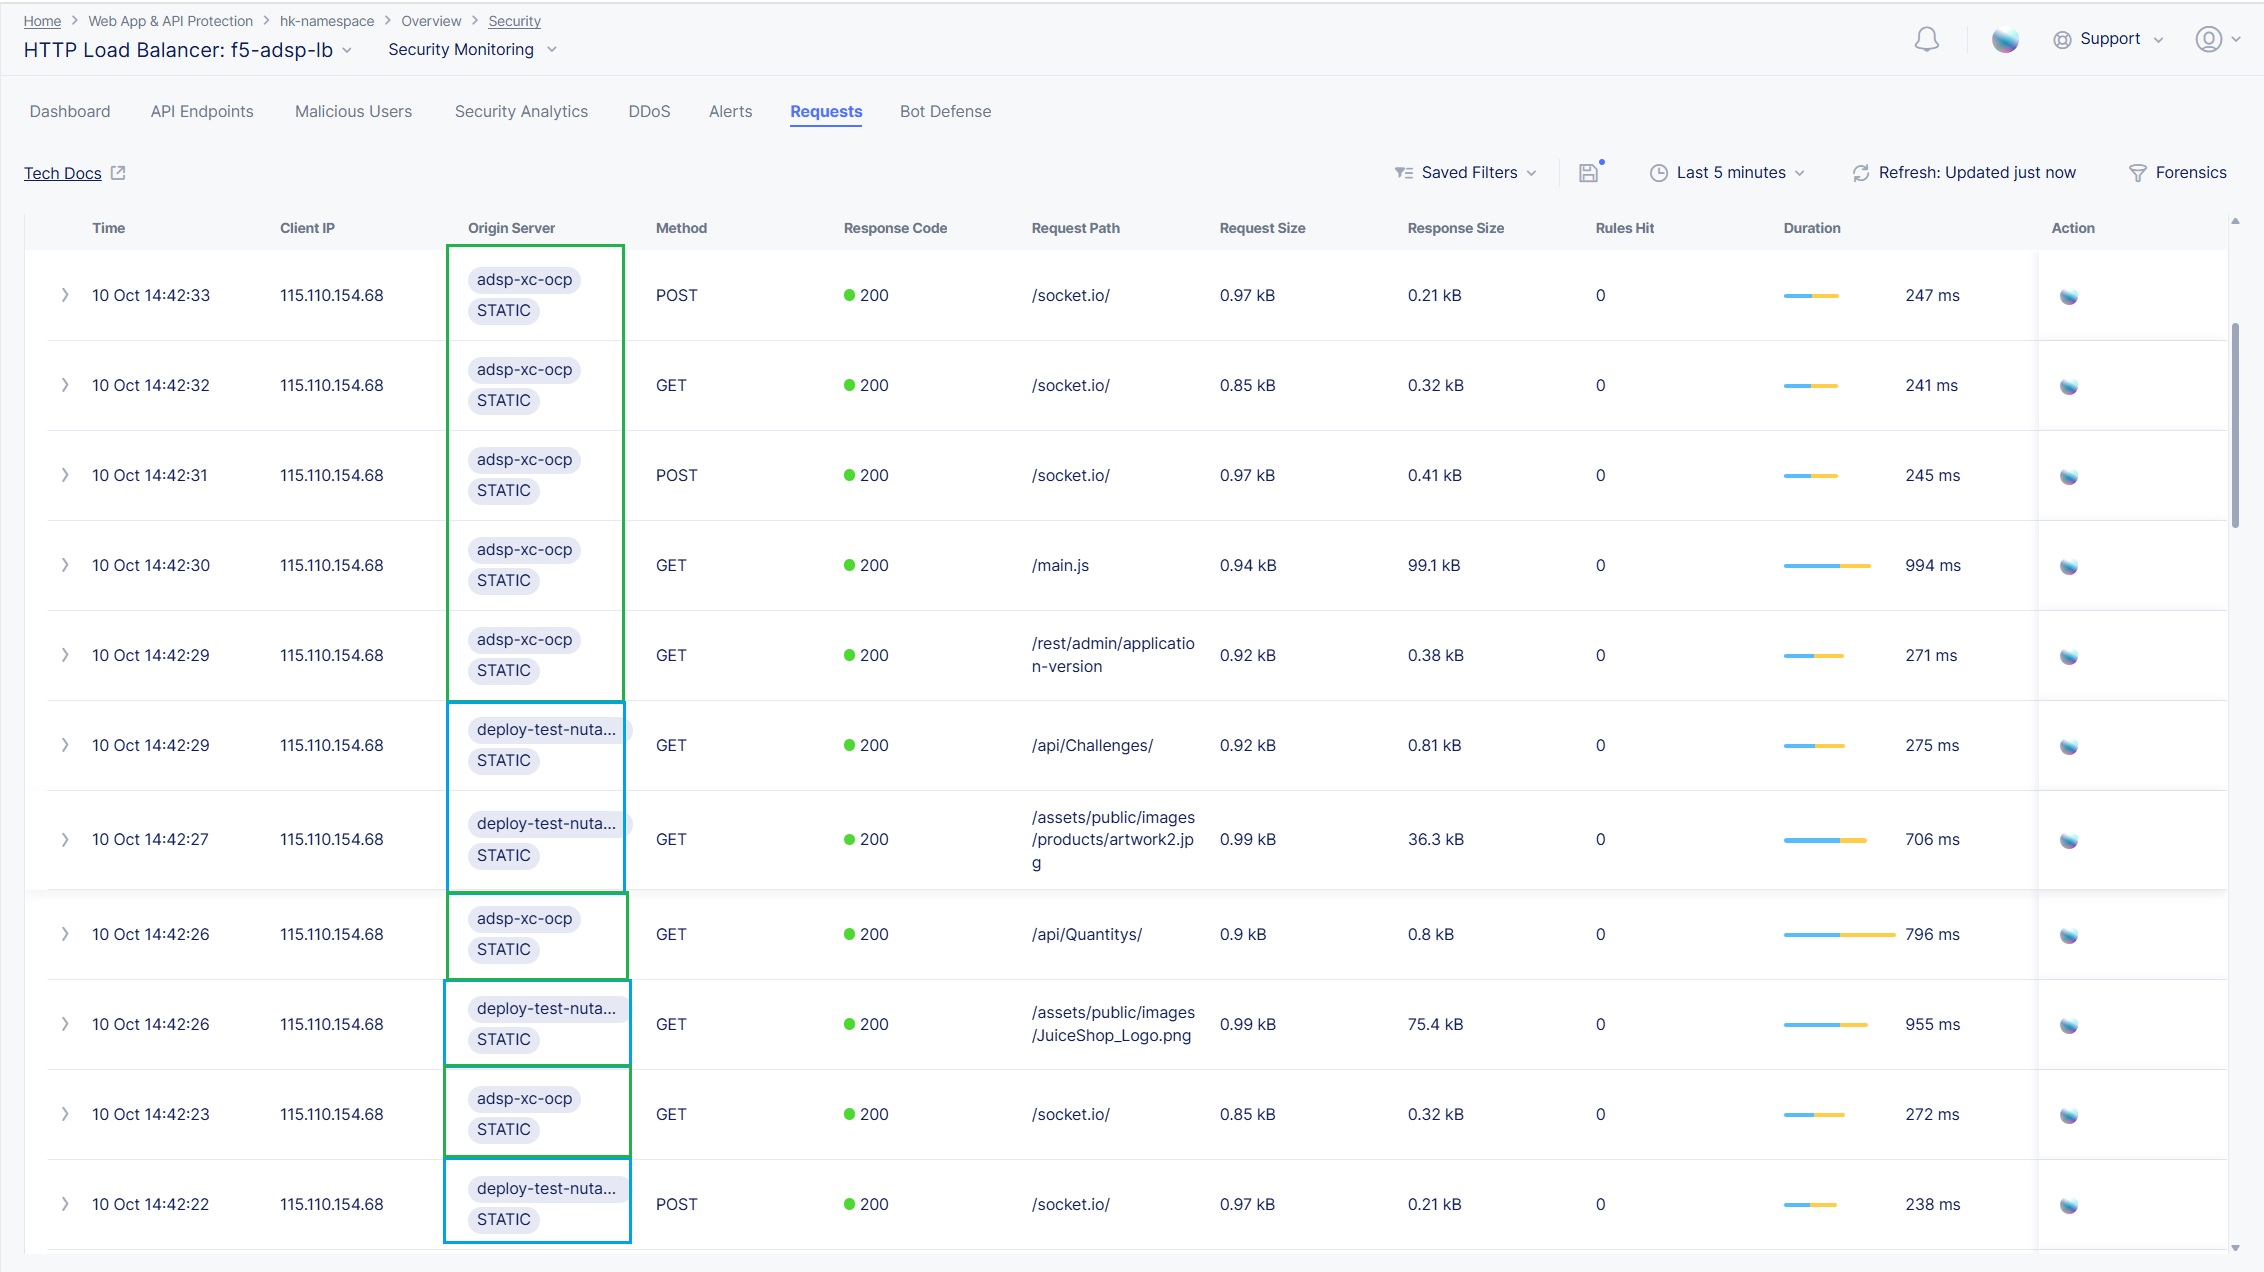 Home > Web App & API Protection > hk-namespace > Overview > Security
HTTP Load Balancer: f5-adsp-lb Security Monitoring Support
Dashboard API Endpoints Malicious Users Security Analytics DDoS Alerts Requests Bot Defense
Tech Docs Saved Filters Last 5 minutes Refresh: Updated just now Forensics
Time Client IP Origin Server Method Response Code Request Path Request Size Response Size Rules Hit Duration Action
adsp-xc-ocp
10 Oct 14:42:33 115.110.154.68 POST 200 /socket.io/ 0.97 kB 0.21 kB 0 247 ms
STATIC
adsp-xc-ocp
10 Oct 14:42:32 115.110.154.68 GET 200 /socket.io/ 0.85 kB 0.32 kB 0 241 ms
STATIC
adsp-xc-ocp
10 Oct 14:42:31 115.110.154.68 POST 200 /socket.io/ 0.97 kB 0.41 kB 0 245 ms
STATIC
adsp-xc-ocp
10 Oct 14:42:30 115.110.154.68 GET 200 /main.js 0.94 kB 99.1 kB 0 994 ms
STATIC
adsp-xc-ocp /rest/admin/applicatio
10 Oct 14:42:29 115.110.154.68 GET 200 0.92 kB 0.38 kB 0 271 ms
STATIC n-version
deploy-test-nuta...
10 Oct 14:42:29 115.110.154.68 GET 200 /api/Challenges/ 0.92 kB 0.81 kB 0 275 ms
STATIC
deploy-test-nuta... /assets/public/images
10 Oct 14:42:27 115.110.154.68 GET 200 /products/artwork2.jp 0.99 kB 36.3 kB 0 706 ms
STATIC g
adsp-xc-ocp
10 Oct 14:42:26 115.110.154.68 GET 200 /api/Quantitys/ 0.9 kB 0.8 kB 0 796 ms
STATIC
deploy-test-nuta... /assets/public/images
10 Oct 14:42:26 115.110.154.68 GET 200 0.99 kB 75.4 kB 0 955 ms
STATIC /JuiceShop_Logo.png
adsp-xc-ocp
10 Oct 14:42:23 115.110.154.68 GET 200 /socket.io/ 0.85 kB 0.32 kB 0 272 ms
STATIC
deploy-test-nuta...
10 Oct 14:42:22 115.110.154.68 POST 200 /socket.io/ 0.97 kB 0.21 kB 0 238 ms
STATIC